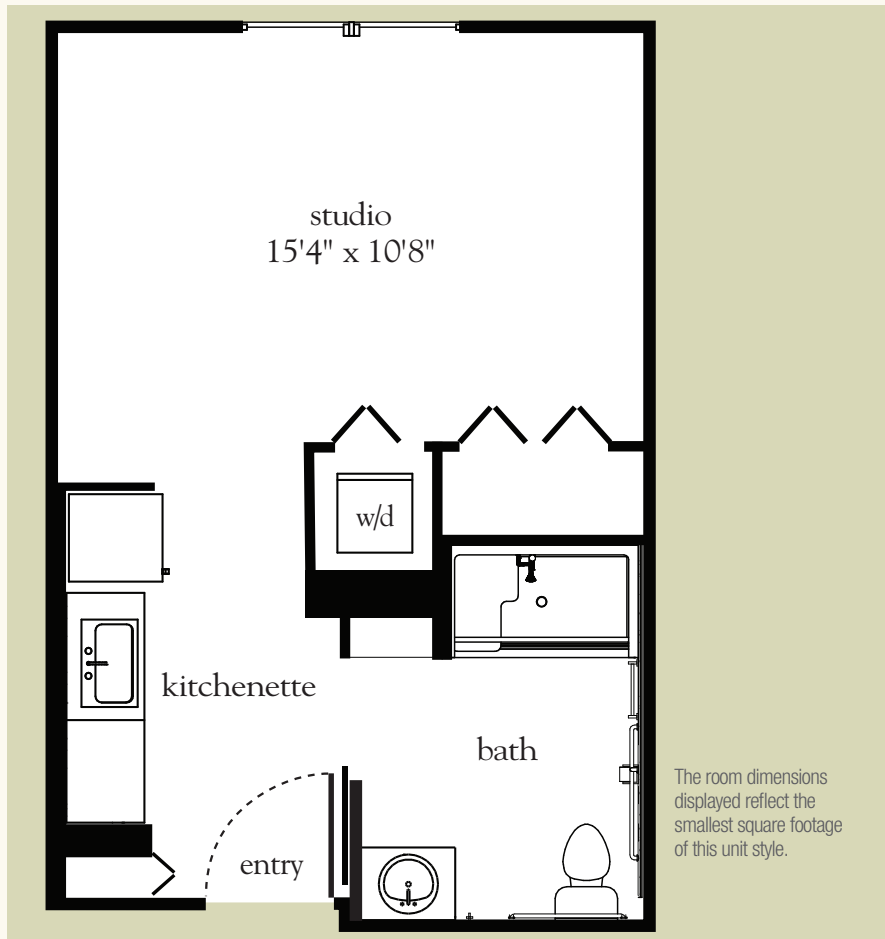 studio
15'4" x 10'8"
w/d
kitchenette
bath
entry
The room dimensions
displayed reflect the
smallest square footage
of this unit style.